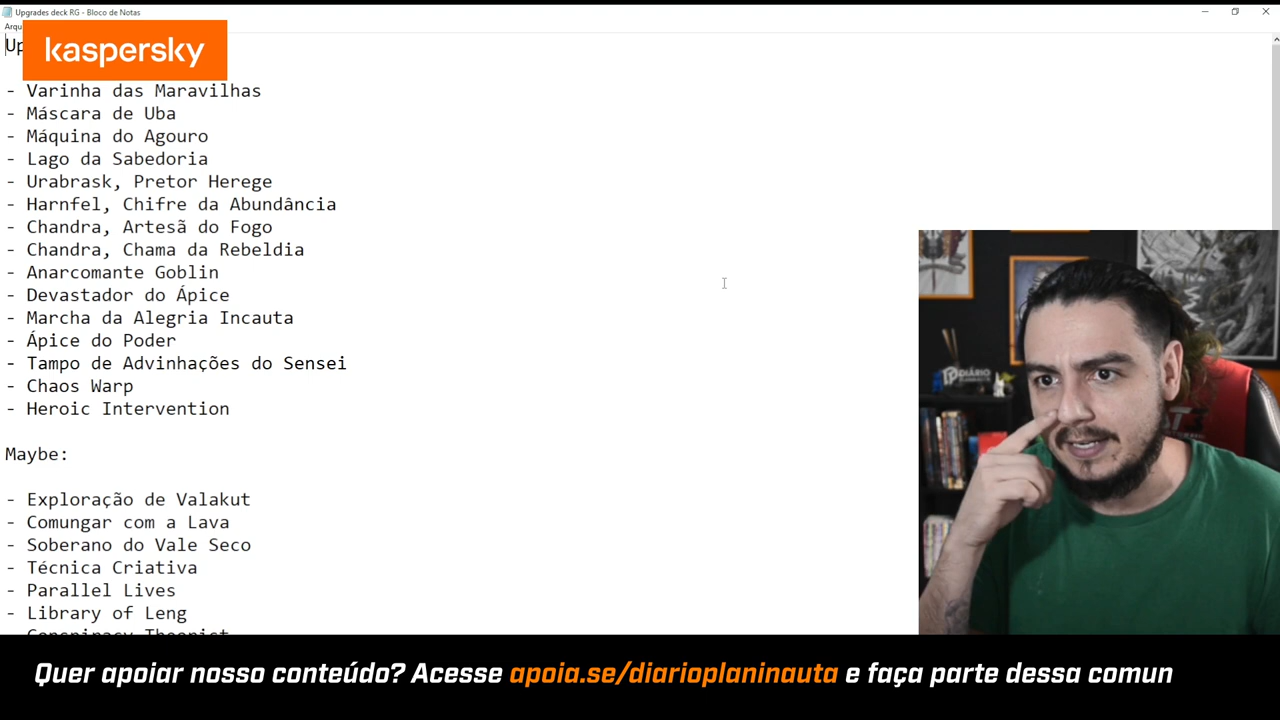 Upgrades deck RG - Bloco de Notas
Arqu
Up
kaspersky
- Varinha das Maravilhas
- Máscara de Uba
- Máquina do Agouro
- Lago da Sabedoria
- Urabrask, Pretor Herege
- Harnfel, Chifre da Abundância
- Chandra, Artesã do Fogo
- Chandra, Chama da Rebeldia
- Anarcomante Goblin
- Devastador do Ápice
- Marcha da Alegria Incauta
- Ápice do Poder
- Tampo de Advinhações do Sensei
- Chaos Warp
- Heroic Intervention
Maybe:
- Exploração de Valakut
- Comungar com a Lava
- Soberano do Vale Seco
- Técnica Criativa
- Parallel Lives
- Library of Leng
- Conspiracy Theorist
DIÁRIO
Quer apoiar nosso conteúdo? Acesse apoia.se/diarioplaninauta e faça parte dessa comun